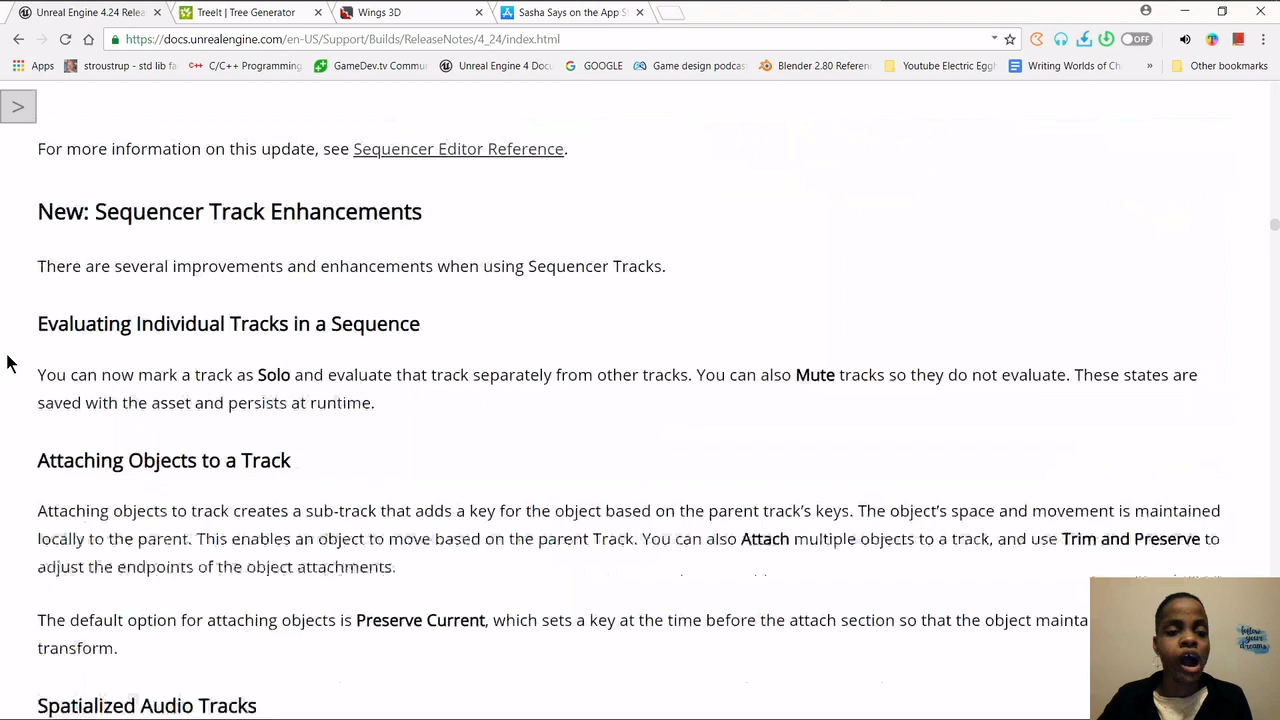 Unreal Engine 4.24 Relea
TreeIt | Tree Generator
Wings 3D
Sasha Says on the App S
https://docs.unrealengine.com/en-US/Support/Builds/ReleaseNotes/4_24/index.html
OFF
Apps
stroustrup - std lib fa
C/C++ Programming
GameDev.tv Commu
Unreal Engine 4 Docu
GOOGLE
Game design podcas
Blender 2.80 Referen
Youtube Electric Egg
Writing Worlds of Ch
»
Other bookmarks
>
For more information on this update, see Sequencer Editor Reference.
New: Sequencer Track Enhancements
There are several improvements and enhancements when using Sequencer Tracks.
Evaluating Individual Tracks in a Sequence
You can now mark a track as Solo and evaluate that track separately from other tracks. You can also Mute tracks so they do not evaluate. These states are
saved with the asset and persists at runtime.
Attaching Objects to a Track
Attaching objects to track creates a sub-track that adds a key for the object based on the parent track’s keys. The object’s space and movement is maintained
locally to the parent. This enables an object to move based on the parent Track. You can also Attach multiple objects to a track, and use Trim and Preserve to
adjust the endpoints of the object attachments.
The default option for attaching objects is Preserve Current, which sets a key at the time before the attach section so that the object mainta
transform.
Spatialized Audio Tracks
follow
your
dreams